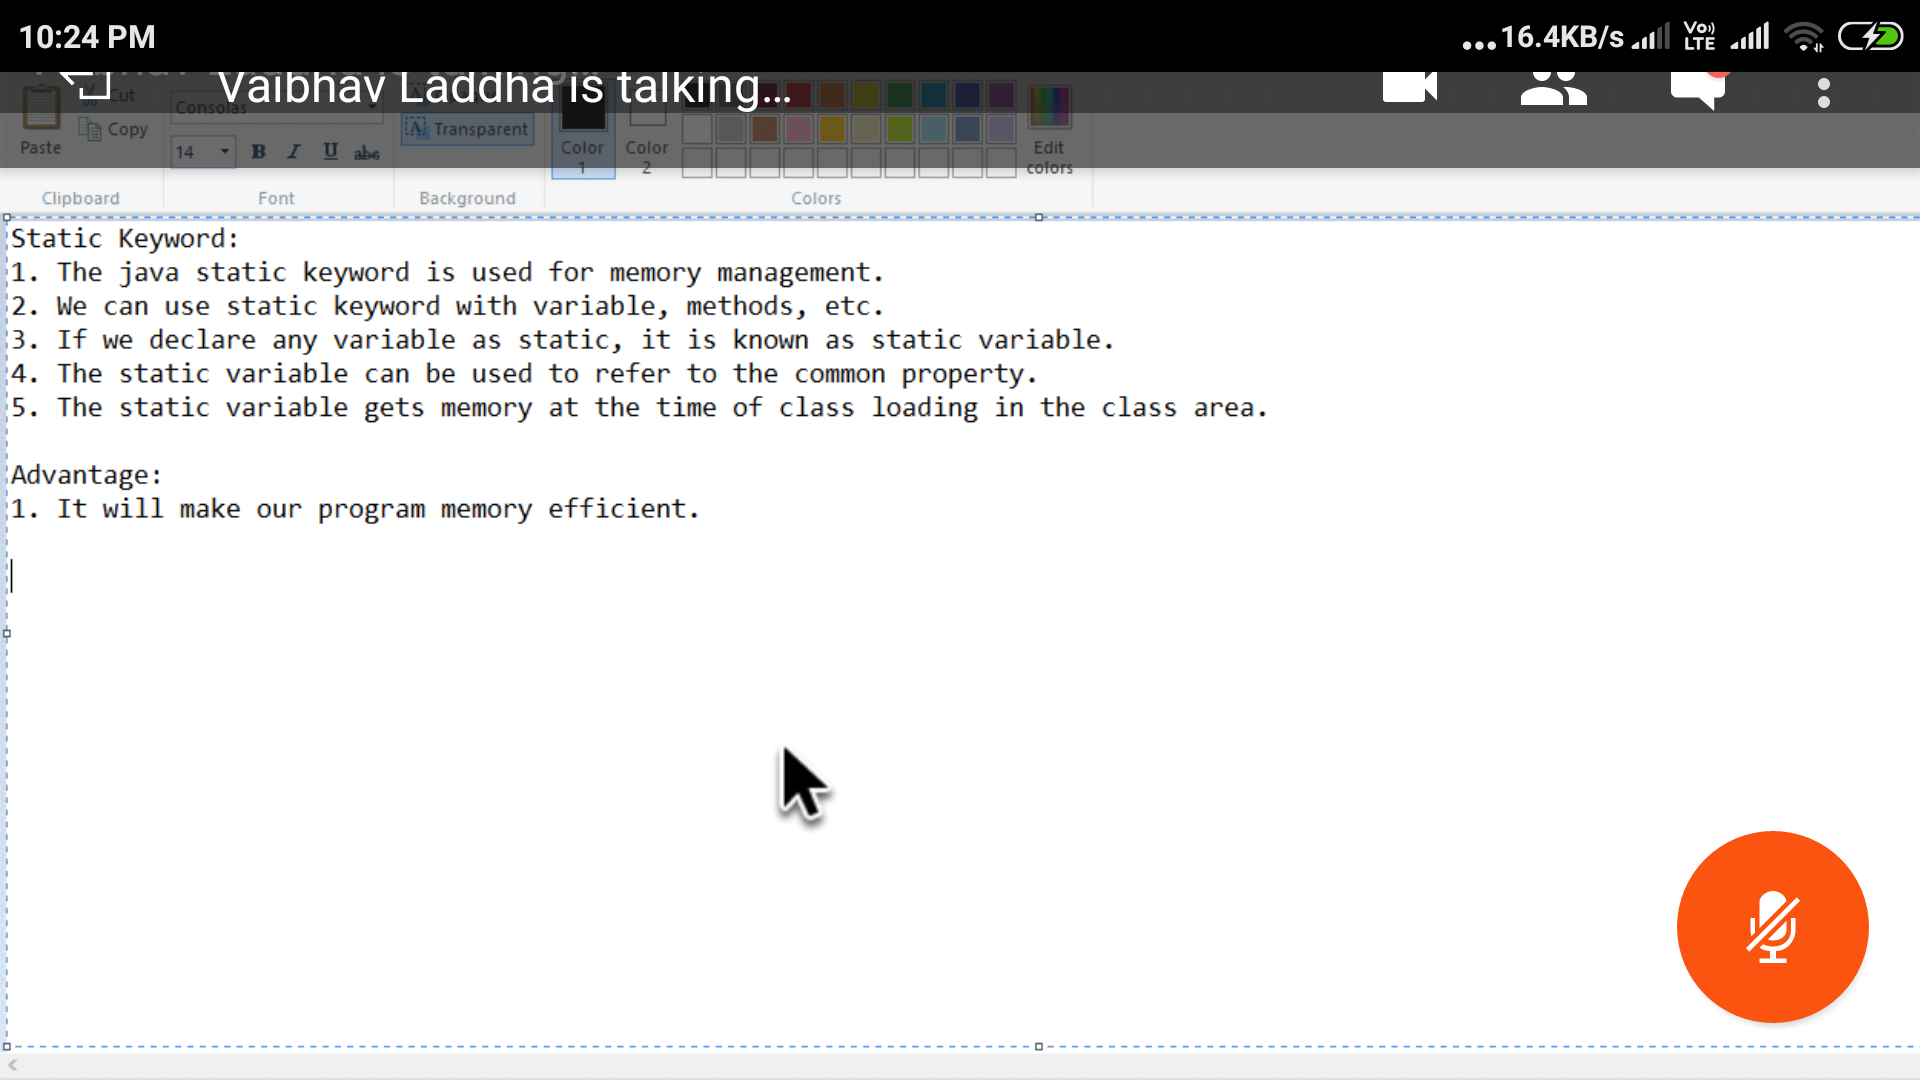 10:24 PM
...16.4KB/s
Vo)) LTE
Vaibhav Laddha is talking...
Cut
Consolas
Copy
Transparent
Paste
14
B I U abc
Color 1
Color 2
Edit colors
Clipboard
Font
Background
Colors
Static Keyword:
1. The java static keyword is used for memory management.
2. We can use static keyword with variable, methods, etc.
3. If we declare any variable as static, it is known as static variable.
4. The static variable can be used to refer to the common property.
5. The static variable gets memory at the time of class loading in the class area.
Advantage:
1. It will make our program memory efficient.